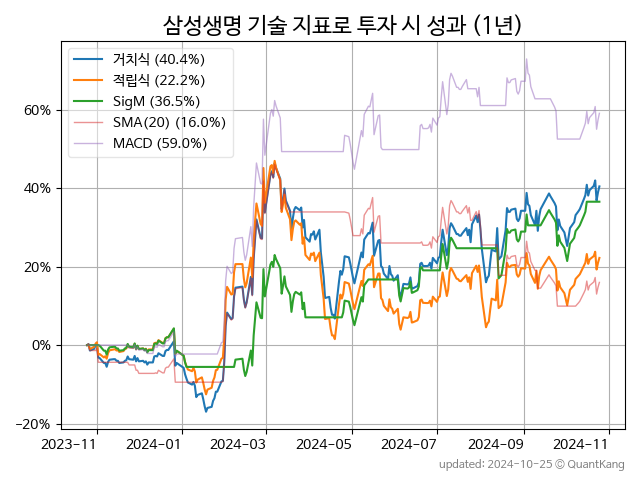 삼성생명 기술 지표로 투자 시 성과 (1년)
거치식 (40.4%)
적립식 (22.2%)
SigM (36.5%)
SMA(20) (16.0%)
MACD (59.0%)
60%
40%
20%
0%
−20%
2023-11 2024-01 2024-03 2024-05 2024-07 2024-09 2024-11
updated: 2024-10-25 © QuantKang